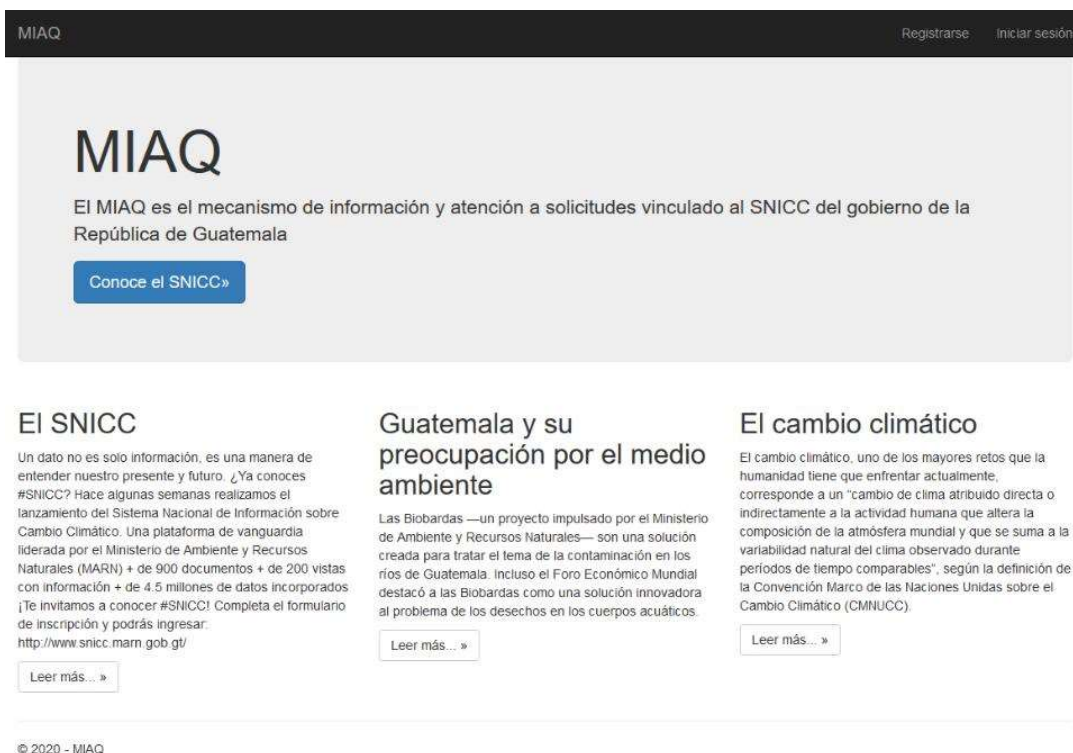 MIAQ
Registrarse Iniciar sesión
MIAQ
El MIAQ es el mecanismo de información y atención a solicitudes vinculado al SNICC del gobierno de la
República de Guatemala
Conoce el SNICC»
El SNICC
Un dato no es solo información, es una manera de
entender nuestro presente y futuro. ¿Ya conoces
#SNICC? Hace algunas semanas realizamos el
lanzamiento del Sistema Nacional de Información sobre
Cambio Climático. Una plataforma de vanguardia
liderada por el Ministerio de Ambiente y Recursos
Naturales (MARN) + de 900 documentos + de 200 vistas
con información + de 4.5 millones de datos incorporados
¡Te invitamos a conocer #SNICC! Completa el formulario
de inscripción y podrás ingresar:
http://www.snicc.marn.gob.gt/
Leer más... »
Guatemala y su
preocupación por el medio
ambiente
Las Biobardas —un proyecto impulsado por el Ministerio
de Ambiente y Recursos Naturales— son una solución
creada para tratar el tema de la contaminación en los
ríos de Guatemala. Incluso el Foro Económico Mundial
destacó a las Biobardas como una solución innovadora
al problema de los desechos en los cuerpos acuáticos.
Leer más... »
El cambio climático
El cambio climático, uno de los mayores retos que la
humanidad tiene que enfrentar actualmente,
corresponde a un "cambio de clima atribuido directa o
indirectamente a la actividad humana que altera la
composición de la atmósfera mundial y que se suma a la
variabilidad natural del clima observado durante
períodos de tiempo comparables", según la definición de
la Convención Marco de las Naciones Unidas sobre el
Cambio Climático (CMNUCC).
Leer más... »
© 2020 - MIAQ